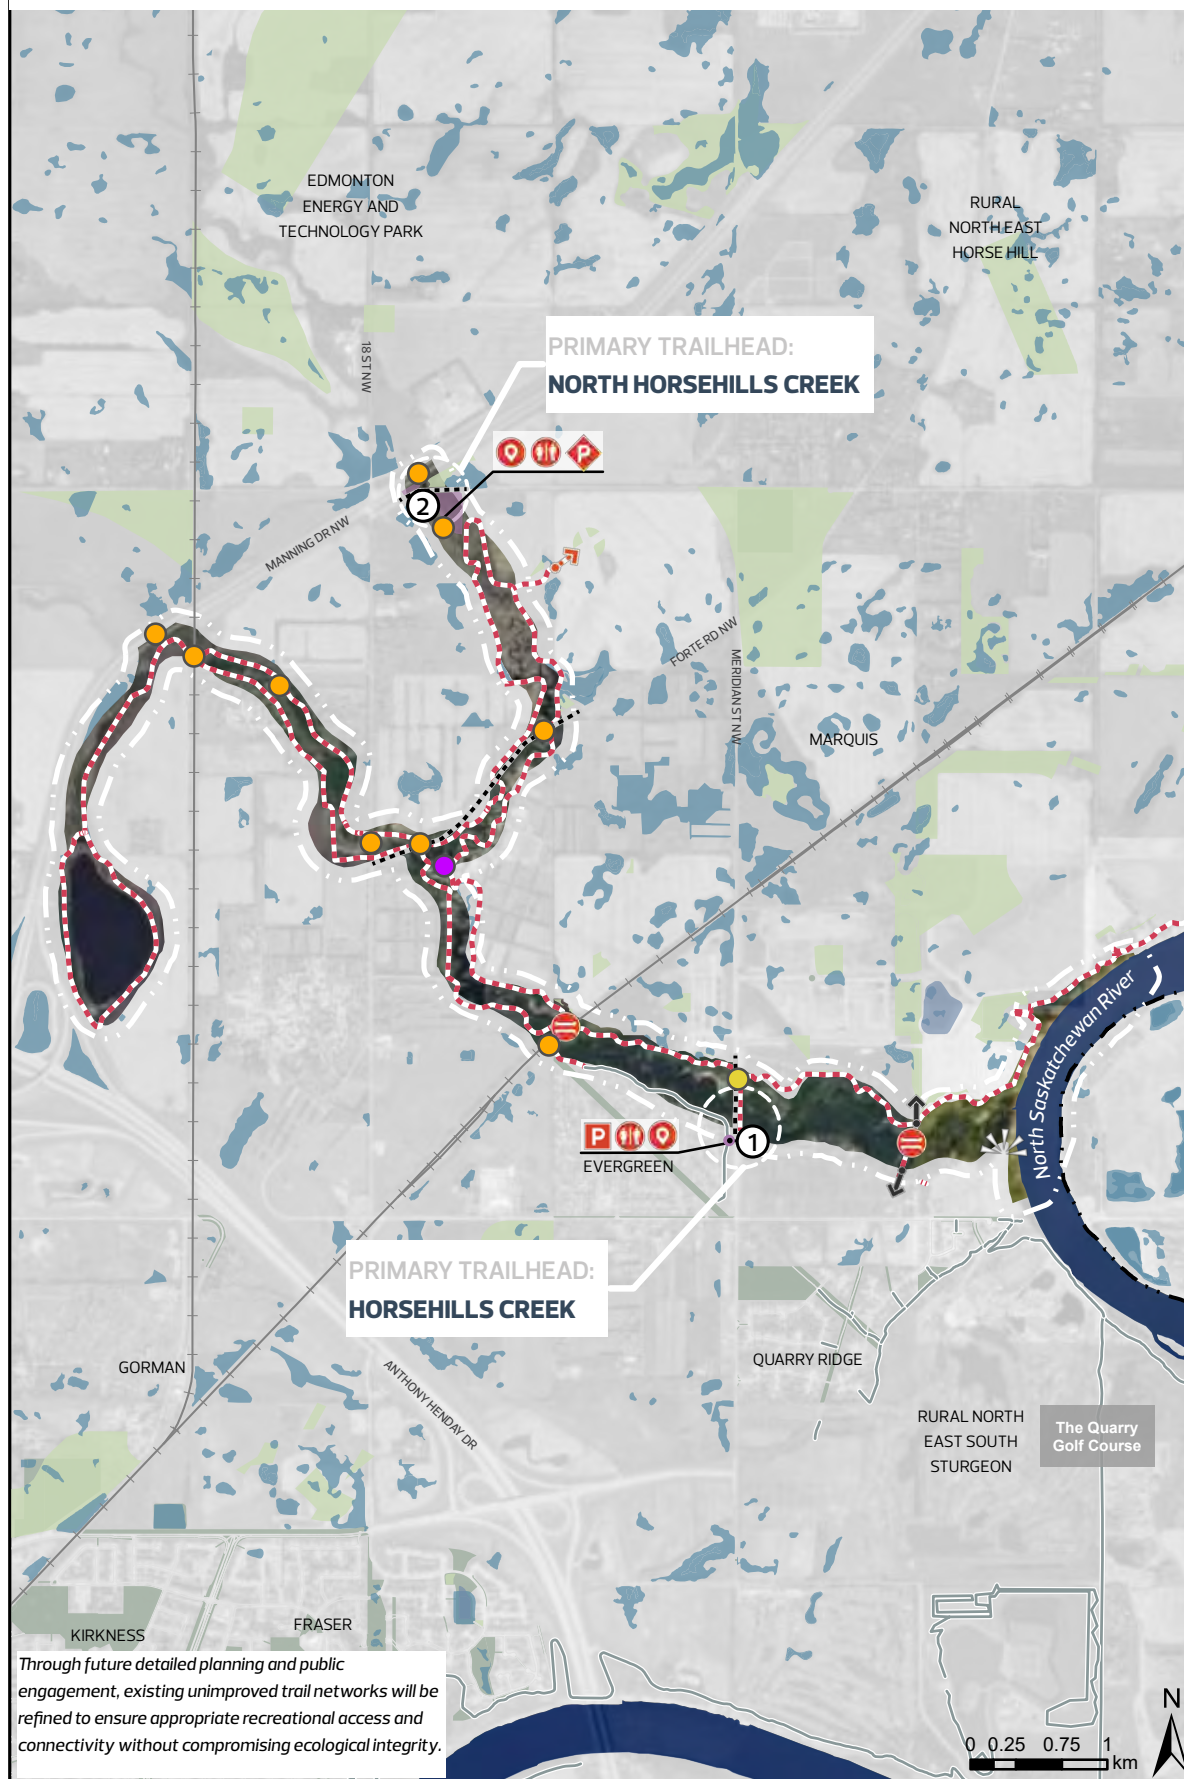 EDMONTON
ENERGY AND
TECHNOLOGY PARK
RURAL
NORTH EAST
HORSE HILL
PRIMARY TRAILHEAD:
NORTH HORSEHILLS CREEK
18 ST NW
P
2
MANNING DR NW
FORTE RD NW
MERIDIAN ST NW
MARQUIS
North Saskatchewan River
P
1
EVERGREEN
PRIMARY TRAILHEAD:
HORSEHILLS CREEK
GORMAN
ANTHONY HENDAY DR
QUARRY RIDGE
RURAL NORTH
EAST SOUTH
STURGEON
The Quarry
Golf Course
FRASER
KIRKNESS
Through future detailed planning and public
engagement, existing unimproved trail networks will be
refined to ensure appropriate recreational access and
connectivity without compromising ecological integrity.
N
0 0.25 0.75 1
km